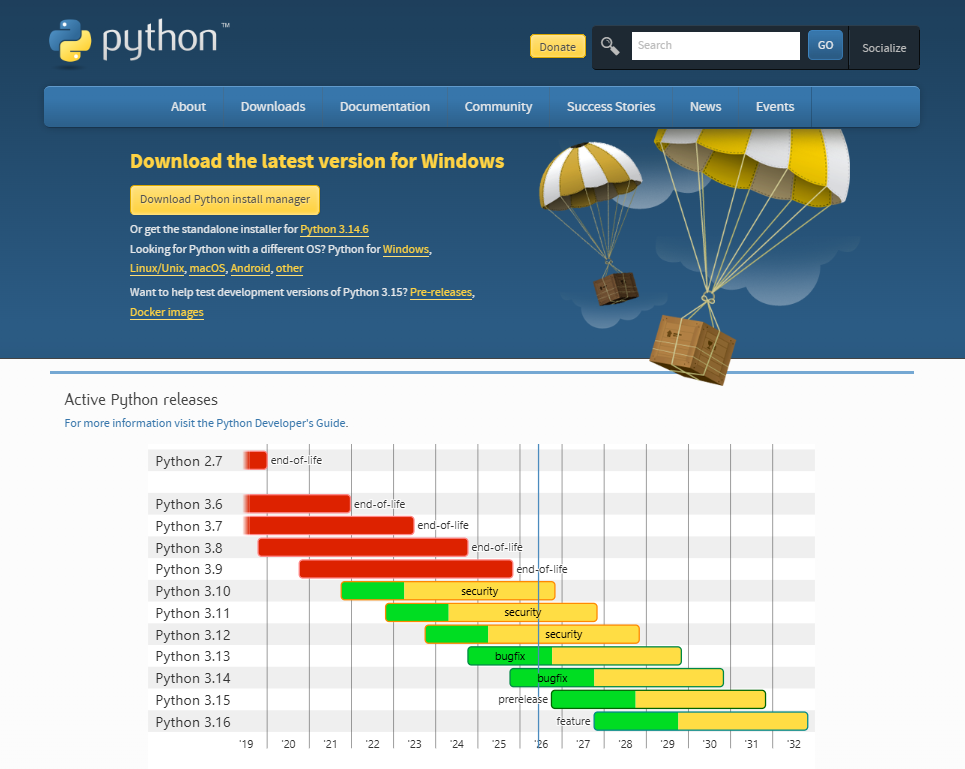 python™
Donate
Search
GO
Socialize
About Downloads Documentation Community Success Stories News Events
Download the latest version for Windows
Download Python install manager
Or get the standalone installer for Python 3.14.6
Looking for Python with a different OS? Python for Windows,
Linux/Unix, macOS, Android, other
Want to help test development versions of Python 3.15? Pre-releases,
Docker images
Active Python releases
For more information visit the Python Developer's Guide.
Python 2.7 end-of-life
Python 3.6 end-of-life
Python 3.7 end-of-life
Python 3.8 end-of-life
Python 3.9 end-of-life
Python 3.10 security
Python 3.11 security
Python 3.12 security
Python 3.13 bugfix
Python 3.14 bugfix
Python 3.15 prerelease
Python 3.16 feature
'19 '20 '21 '22 '23 '24 '25 '26 '27 '28 '29 '30 '31 '32